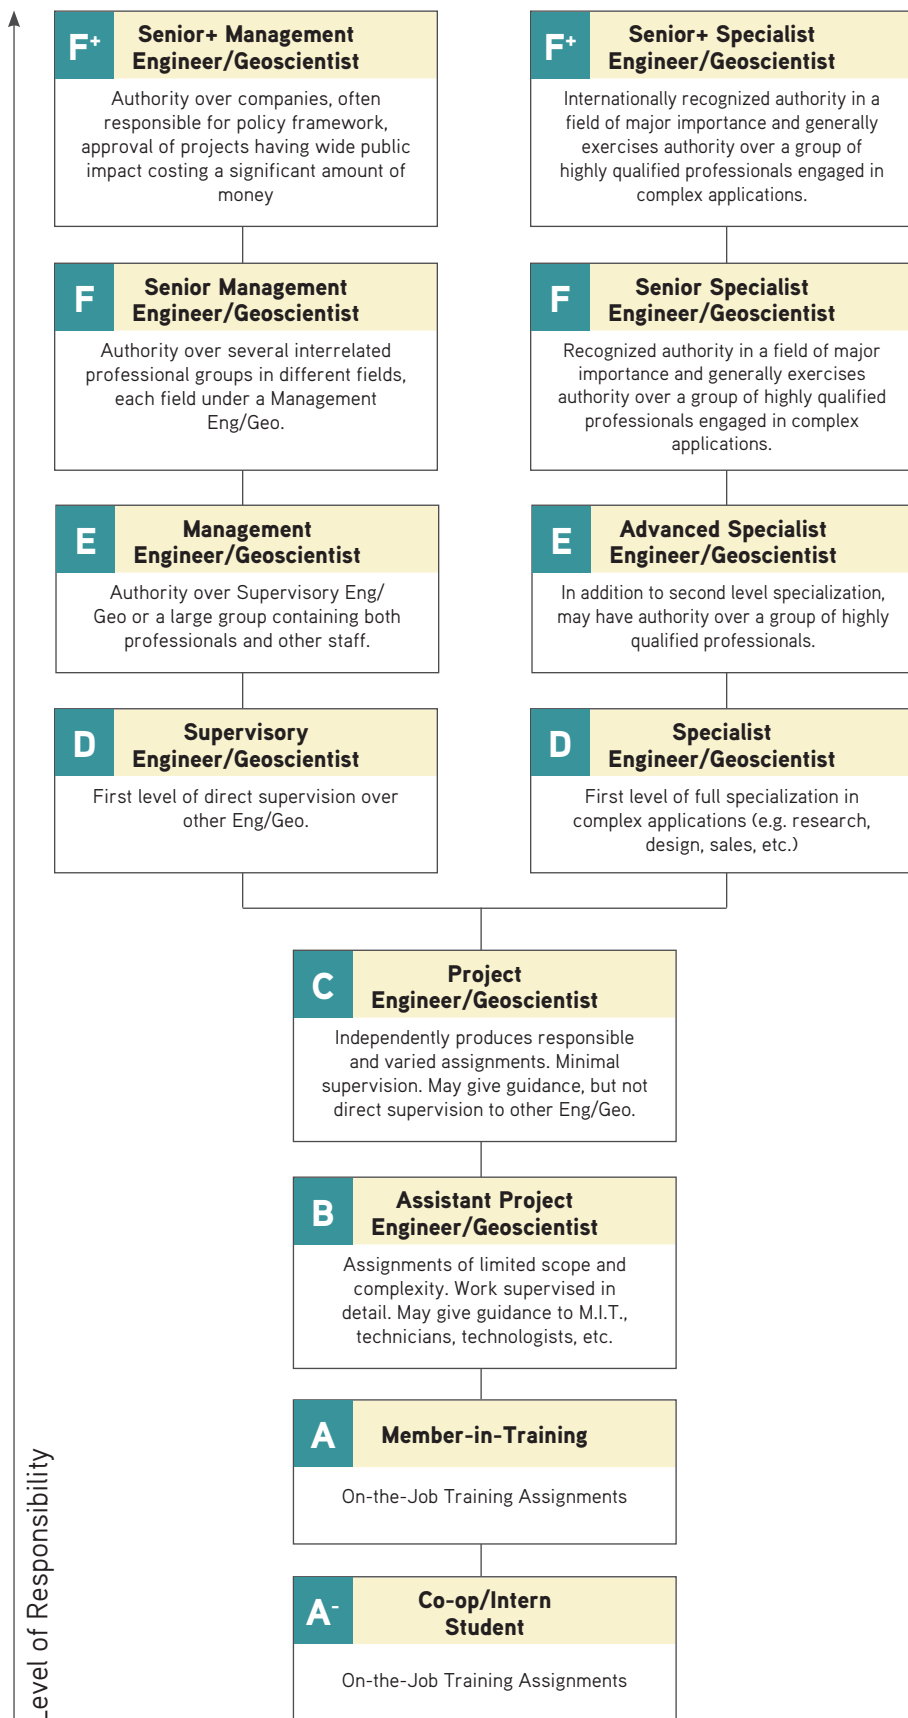 F+
Senior+ Management
Engineer/Geoscientist
Authority over companies, often
responsible for policy framework,
approval of projects having wide public
impact costing a significant amount of
money
F+
Senior+ Specialist
Engineer/Geoscientist
Internationally recognized authority in a
field of major importance and generally
exercises authority over a group of
highly qualified professionals engaged in
complex applications.
F
Senior Management
Engineer/Geoscientist
Authority over several interrelated
professional groups in different fields,
each field under a Management
Eng/Geo.
F
Senior Specialist
Engineer/Geoscientist
Recognized authority in a field of major
importance and generally exercises
authority over a group of highly qualified
professionals engaged in complex
applications.
E
Management
Engineer/Geoscientist
Authority over Supervisory Eng/
Geo or a large group containing both
professionals and other staff.
E
Advanced Specialist
Engineer/Geoscientist
In addition to second level specialization,
may have authority over a group of highly
qualified professionals.
D
Supervisory
Engineer/Geoscientist
First level of direct supervision over
other Eng/Geo.
D
Specialist
Engineer/Geoscientist
First level of full specialization in
complex applications (e.g. research,
design, sales, etc.)
C
Project
Engineer/Geoscientist
Independently produces responsible
and varied assignments. Minimal
supervision. May give guidance, but not
direct supervision to other Eng/Geo.
B
Assistant Project
Engineer/Geoscientist
Assignments of limited scope and
complexity. Work supervised in
detail. May give guidance to M.I.T.,
technicians, technologists, etc.
A
Member-in-Training
On-the-Job Training Assignments
A-
Co-op/Intern
Student
On-the-Job Training Assignments
Level of Responsibility